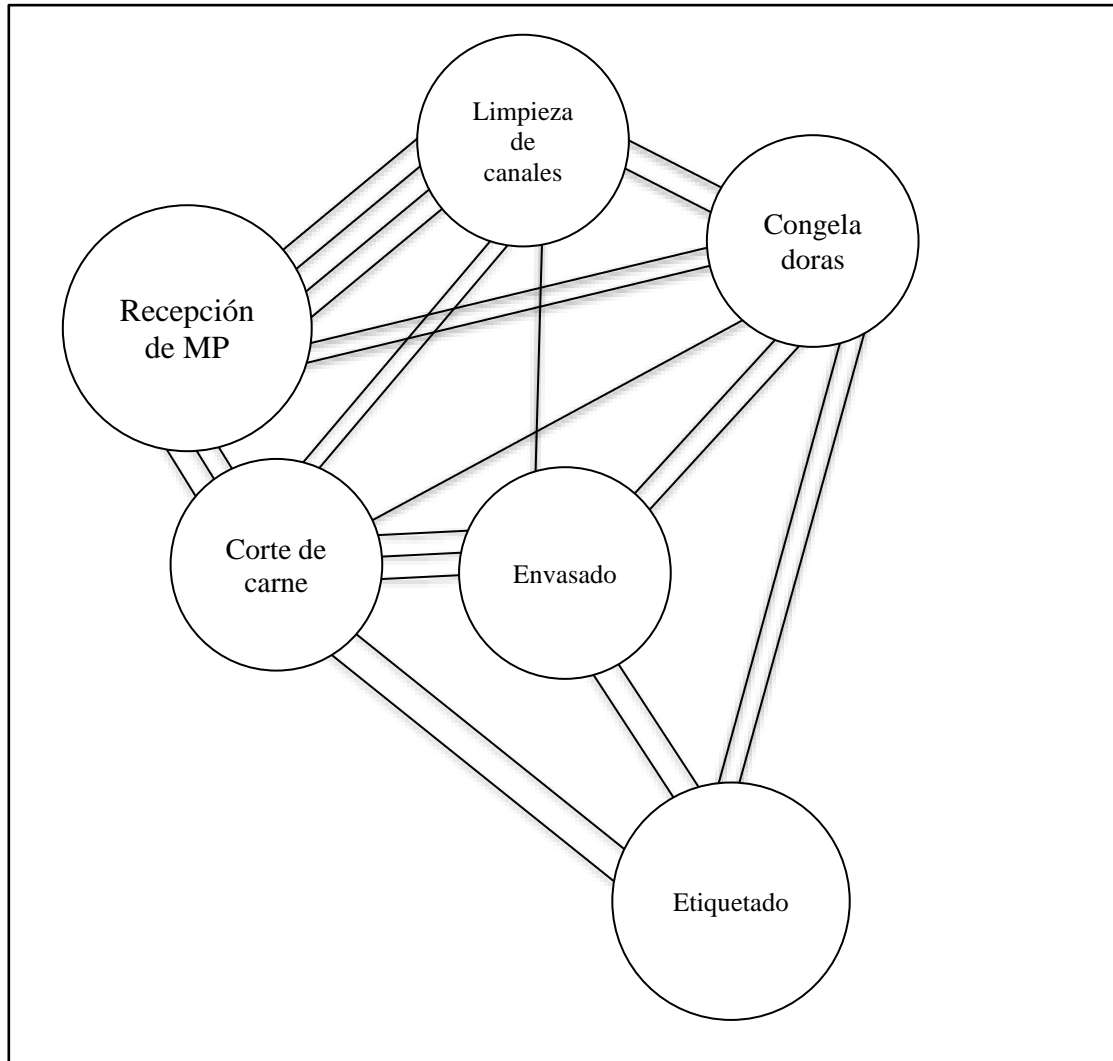 Limpieza
de
canales
Congela
doras
Recepción
de MP
Corte de
carne
Envasado
Etiquetado